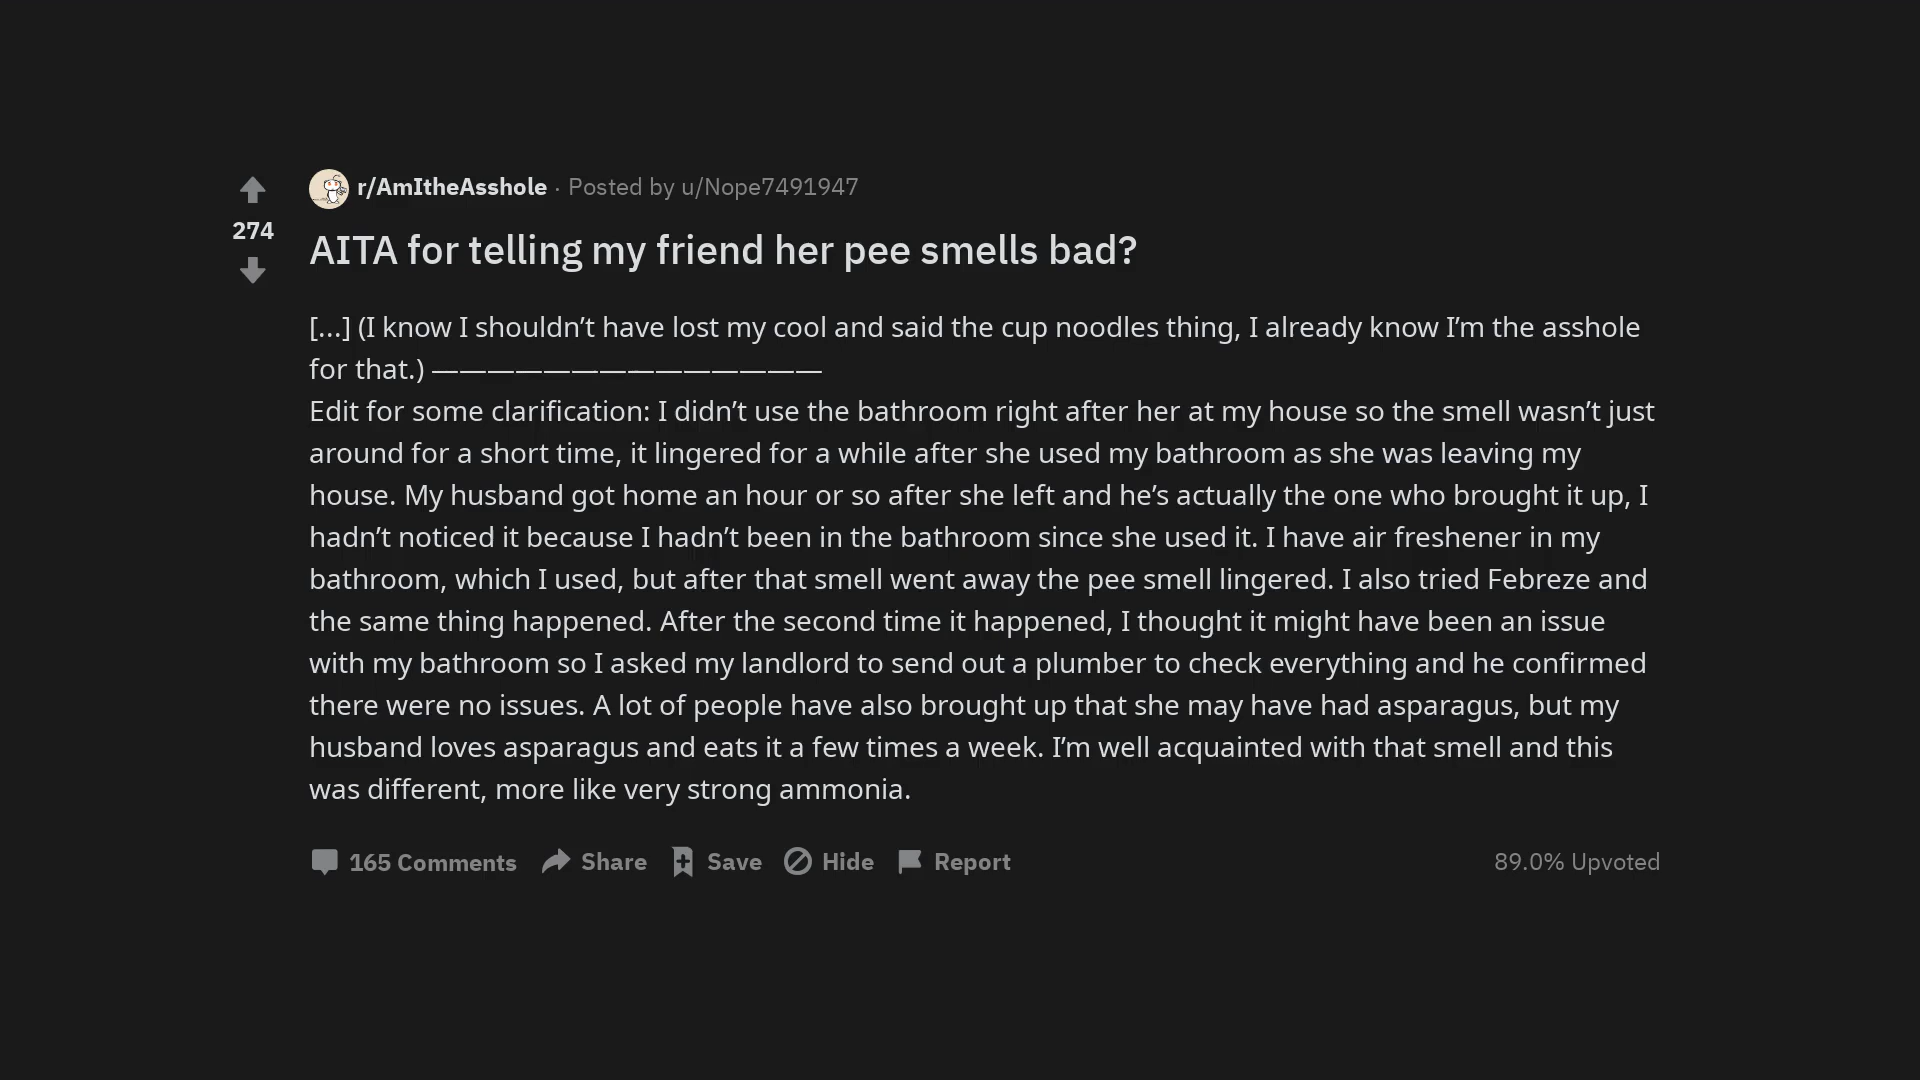 r/AmItheAsshole · Posted by u/Nope7491947
274
AITA for telling my friend her pee smells bad?
[...] (I know I shouldn’t have lost my cool and said the cup noodles thing, I already know I’m the asshole
for that.) ——————————————
Edit for some clarification: I didn’t use the bathroom right after her at my house so the smell wasn’t just
around for a short time, it lingered for a while after she used my bathroom as she was leaving my
house. My husband got home an hour or so after she left and he’s actually the one who brought it up, I
hadn’t noticed it because I hadn’t been in the bathroom since she used it. I have air freshener in my
bathroom, which I used, but after that smell went away the pee smell lingered. I also tried Febreze and
the same thing happened. After the second time it happened, I thought it might have been an issue
with my bathroom so I asked my landlord to send out a plumber to check everything and he confirmed
there were no issues. A lot of people have also brought up that she may have had asparagus, but my
husband loves asparagus and eats it a few times a week. I’m well acquainted with that smell and this
was different, more like very strong ammonia.
165 Comments Share Save Hide Report 89.0% Upvoted